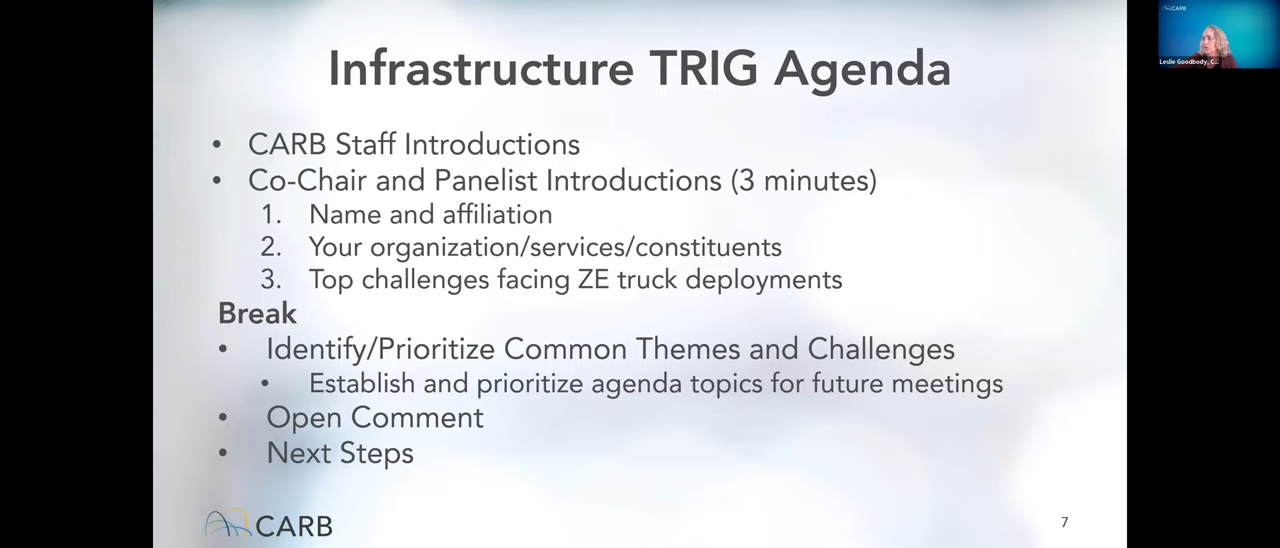 Infrastructure TRIG Agenda
CARB
Leslie Goodbody, C...
• CARB Staff Introductions
• Co-Chair and Panelist Introductions (3 minutes)
1. Name and affiliation
2. Your organization/services/constituents
3. Top challenges facing ZE truck deployments
Break
• Identify/Prioritize Common Themes and Challenges
• Establish and prioritize agenda topics for future meetings
• Open Comment
• Next Steps
CARB
7